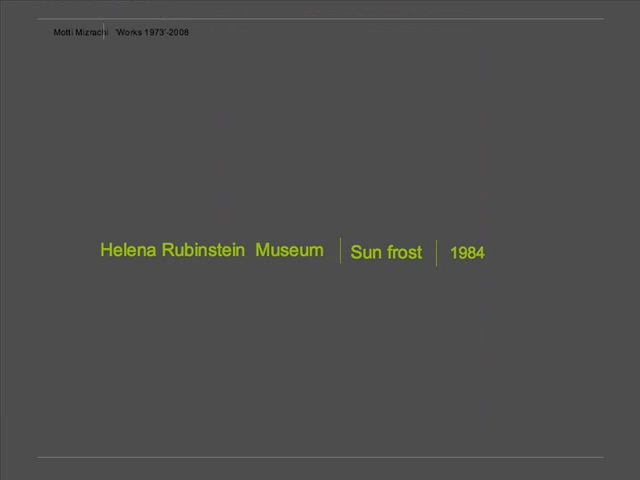 Motti Mizrachi 'Works 1973'-2008
Helena Rubinstein Museum Sun frost 1984